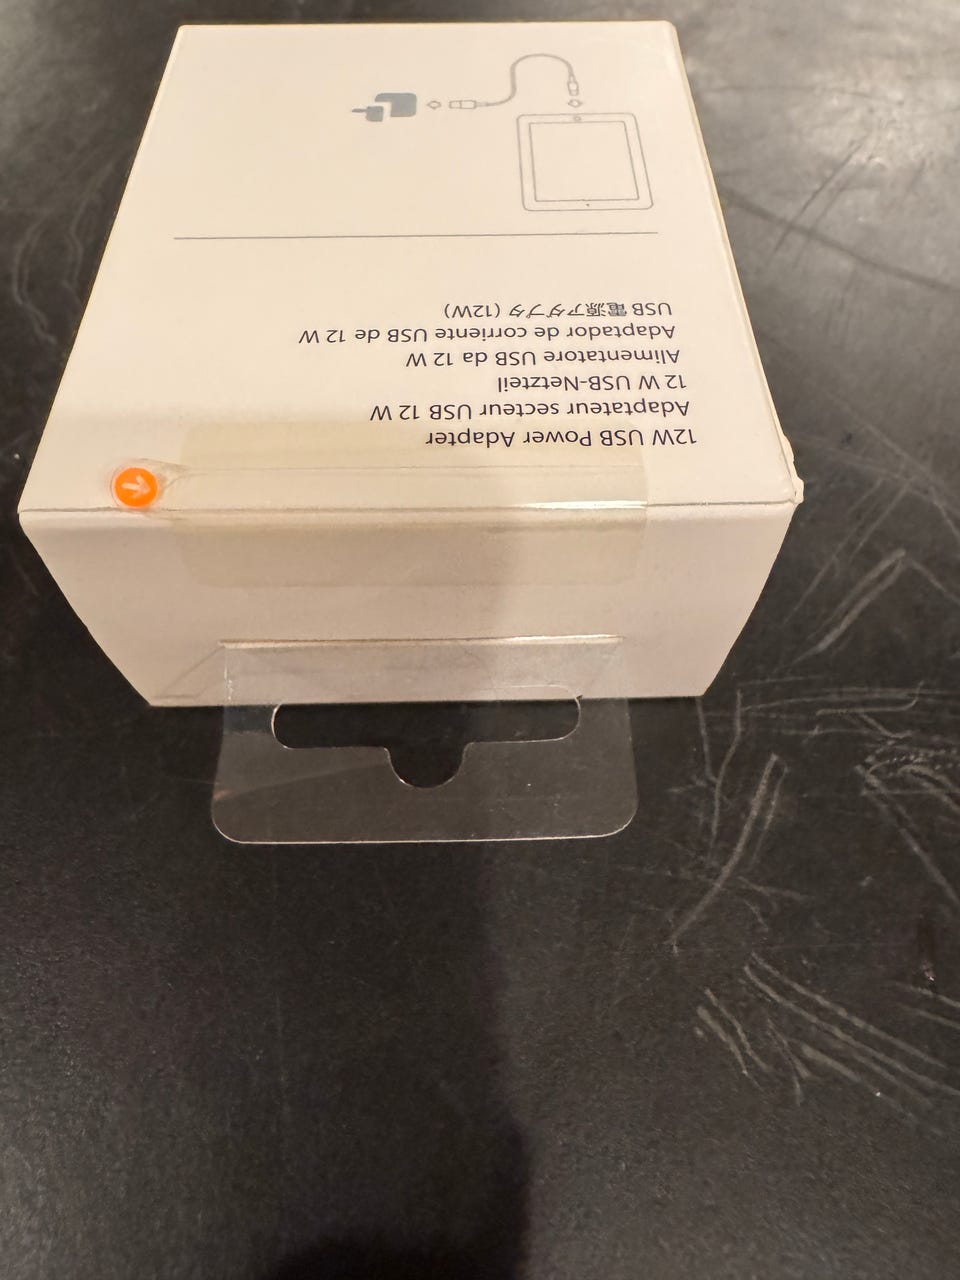 12W USB Power Adapter
Adaptateur secteur USB 12 W
12 W USB-Netzteil
Alimentatore USB da 12 W
Adaptador de corriente USB de 12 W
USB 電源アダプタ (12W)